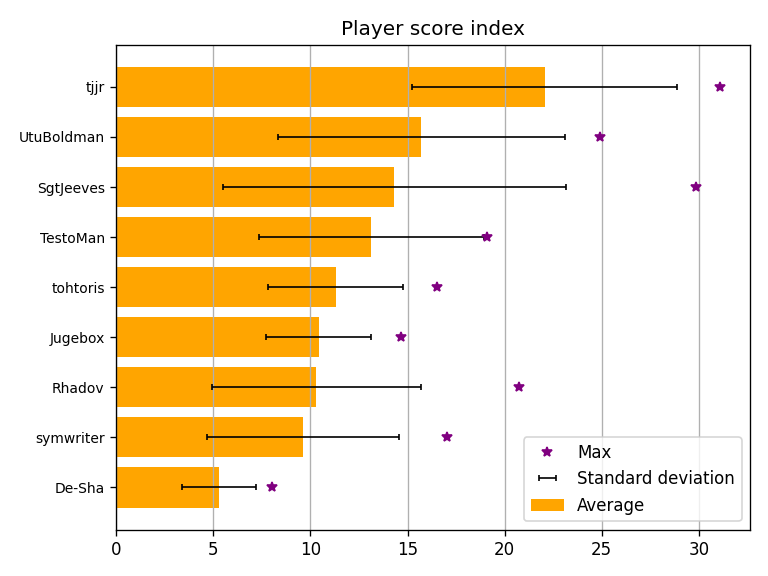 Player score index
tjjr
UtuBoldman
SgtJeeves
TestoMan
tohtoris
Jugebox
Rhadov
symwriter
De-Sha
Max
Standard deviation
Average
0 5 10 15 20 25 30